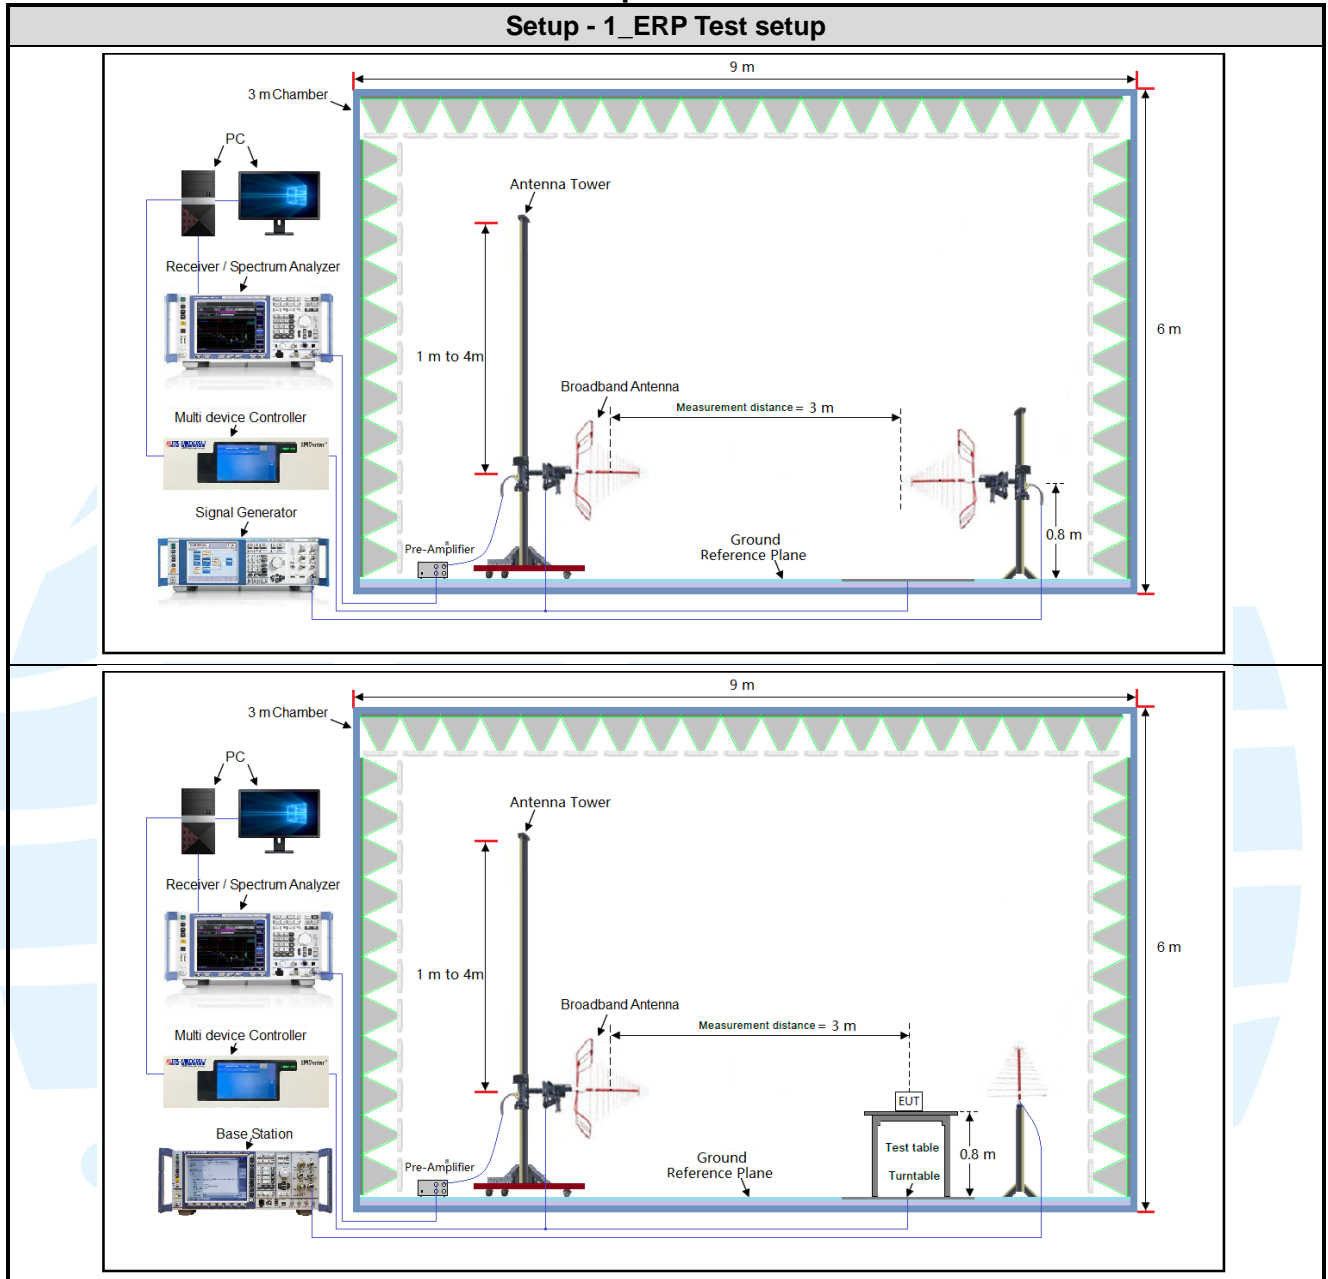 Setup - 1_ERP Test setup
9 m
3 m Chamber
PC
Antenna Tower
Receiver / Spectrum Analyzer
6 m
1 m to 4m
Broadband Antenna
Measurement distance = 3 m
Multi device Controller
Signal Generator
Ground
Reference Plane
0.8 m
Pre-Amplifier
9 m
3 m Chamber
PC
Antenna Tower
Receiver / Spectrum Analyzer
6 m
1 m to 4m
Broadband Antenna
Measurement distance = 3 m
Multi device Controller
EUT
Base Station
Test table
0.8 m
Ground
Reference Plane
Pre-Amplifier
Turntable